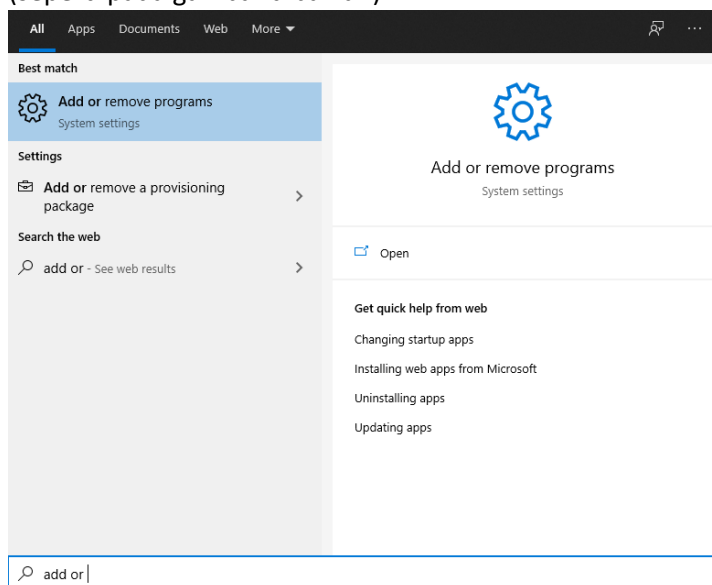 All Apps Documents Web More
Best match
Add or remove programs
System settings
Settings
Add or remove a provisioning
package
Search the web
add or - See web results
Add or remove programs
System settings
Open
Get quick help from web
Changing startup apps
Installing web apps from Microsoft
Uninstalling apps
Updating apps
add or